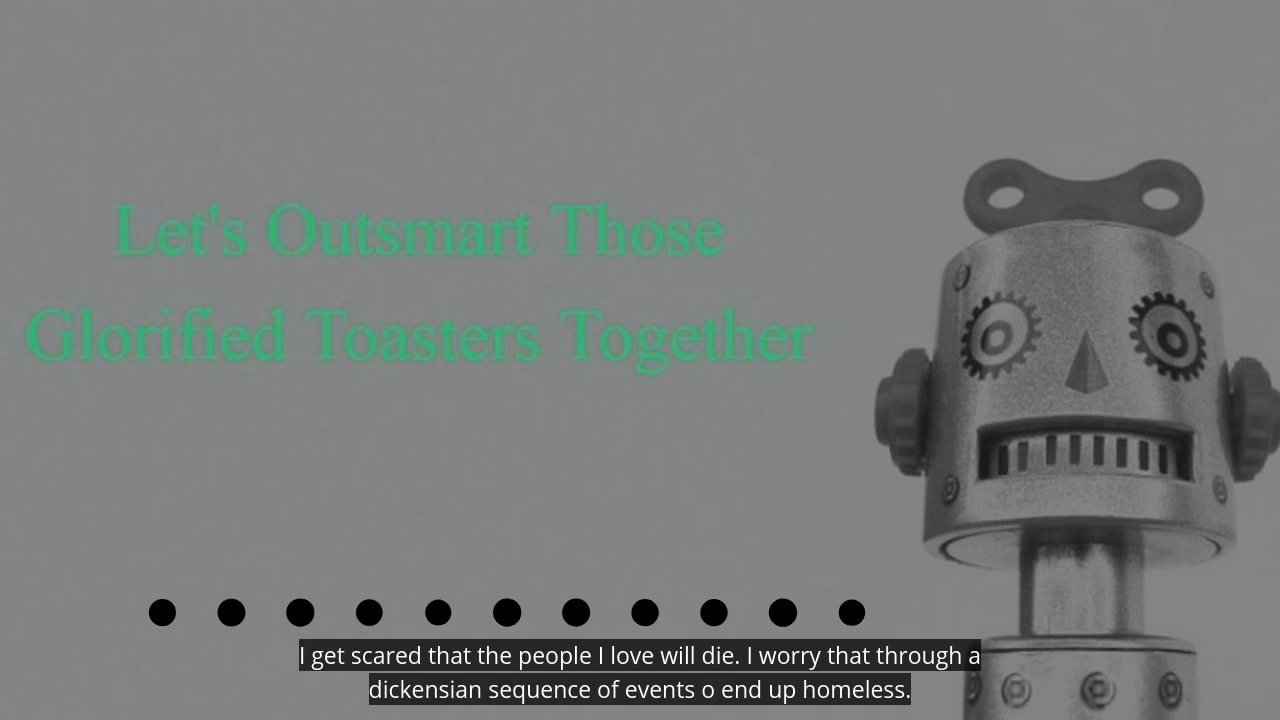 Let's Outsmart Those
Glorified Toasters Together
I get scared that the people I love will die. I worry that through a
dickensian sequence of events o end up homeless.